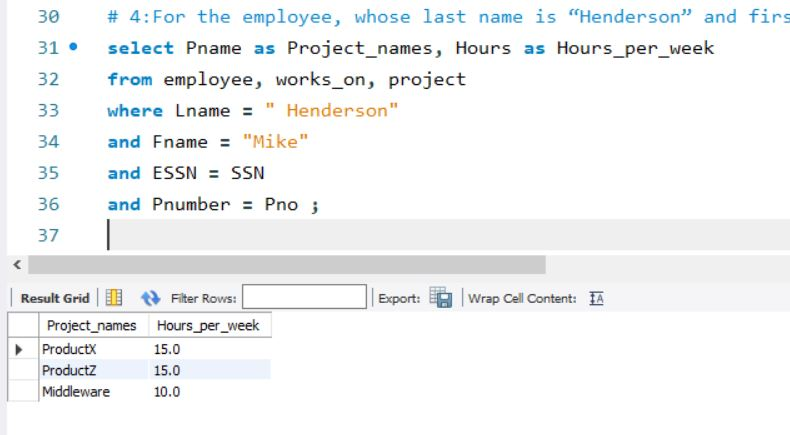 30 # 4:For the employee, whose last name is “Henderson” and firs
31 select Pname as Project_names, Hours as Hours_per_week
32 from employee, works_on, project
33 where Lname = " Henderson"
34 and Fname = "Mike"
35 and ESSN = SSN
36 and Pnumber = Pno ;
37
Result Grid Filter Rows: Export: Wrap Cell Content:
Project_names Hours_per_week
ProductX 15.0
ProductZ 15.0
Middleware 10.0